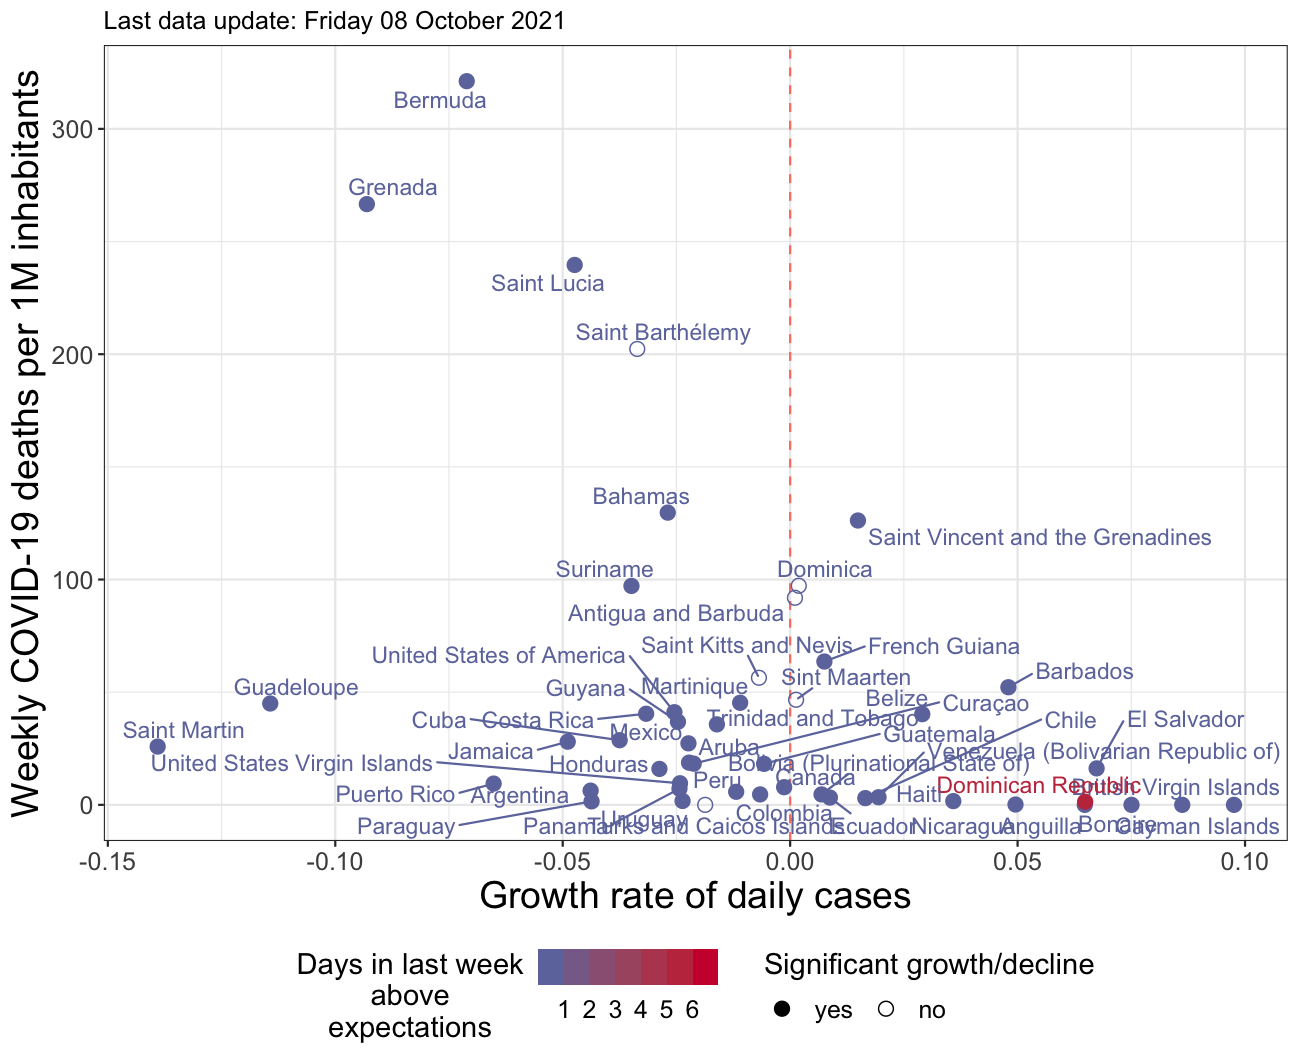 Last data update: Friday 08 October 2021
Weekly COVID-19 deaths per 1M inhabitants
300
200
100
0
Bermuda
Grenada
Saint Lucia
Saint Barthélemy
Bahamas
Saint Vincent and the Grenadines
Suriname
Dominica
Antigua and Barbuda
Saint Kitts and Nevis
French Guiana
United States of America
Barbados
Sint Maarten
Guadeloupe
Guyana
Martinique
Belize
Curaçao
Cuba
Costa Rica
Trinidad and Tobago
Chile
El Salvador
Saint Martin
Mexico
Guatemala
Jamaica
Aruba
Venezuela (Bolivarian Republic of)
United States Virgin Islands
Honduras
Bolivia (Plurinational State of)
Peru
Canada
Dominican Republic
British Virgin Islands
Puerto Rico
Argentina
Haiti
Colombia
Uruguay
Paraguay
Panama
Turks and Caicos Islands
Ecuador
Nicaragua
Anguilla
Bonaire
Cayman Islands
-0.15
-0.10
-0.05
0.00
0.05
0.10
Growth rate of daily cases
Days in last week
above
expectations
1 2 3 4 5 6
Significant growth/decline
yes
no